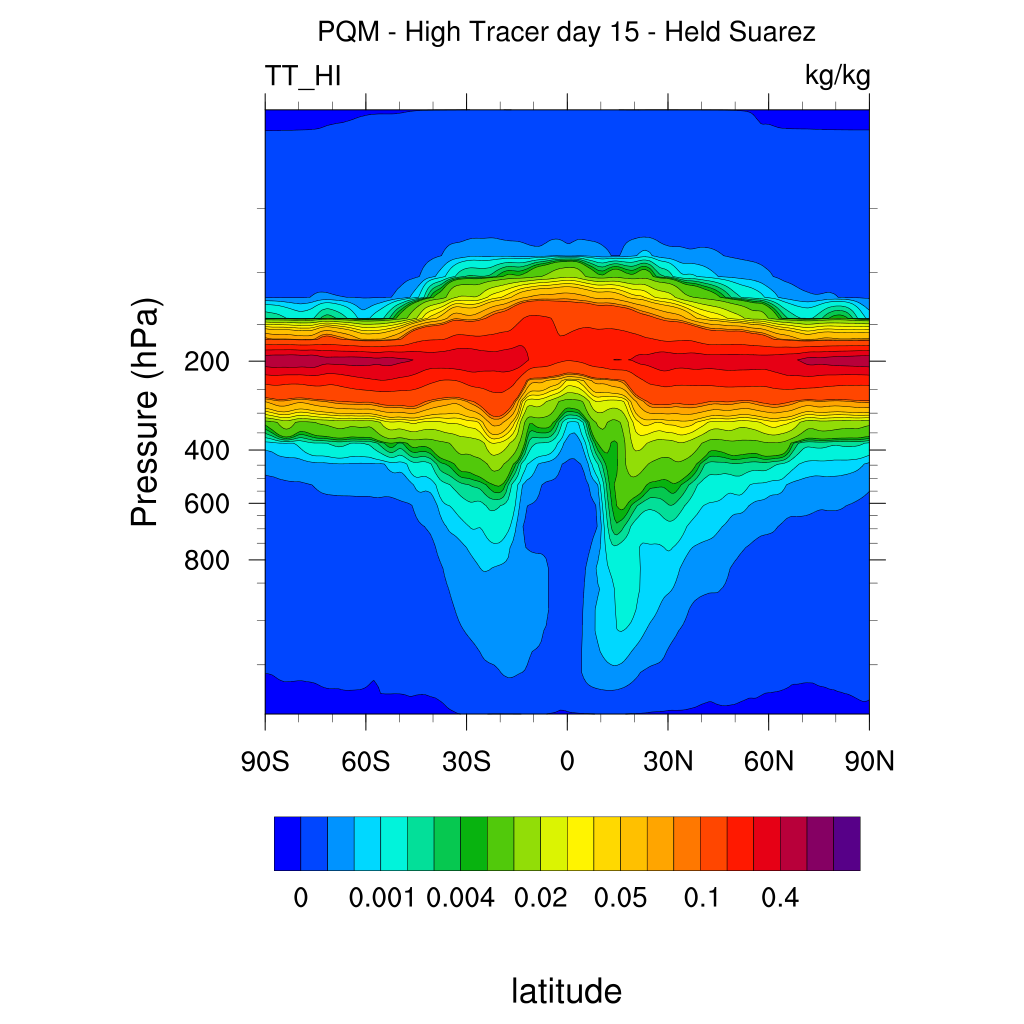 PQM - High Tracer day 15 - Held Suarez
TT_HI kg/kg
Pressure (hPa)
200
400
600
800
90S 60S 30S 0 30N 60N 90N
0 0.001 0.004 0.02 0.05 0.1 0.4
latitude